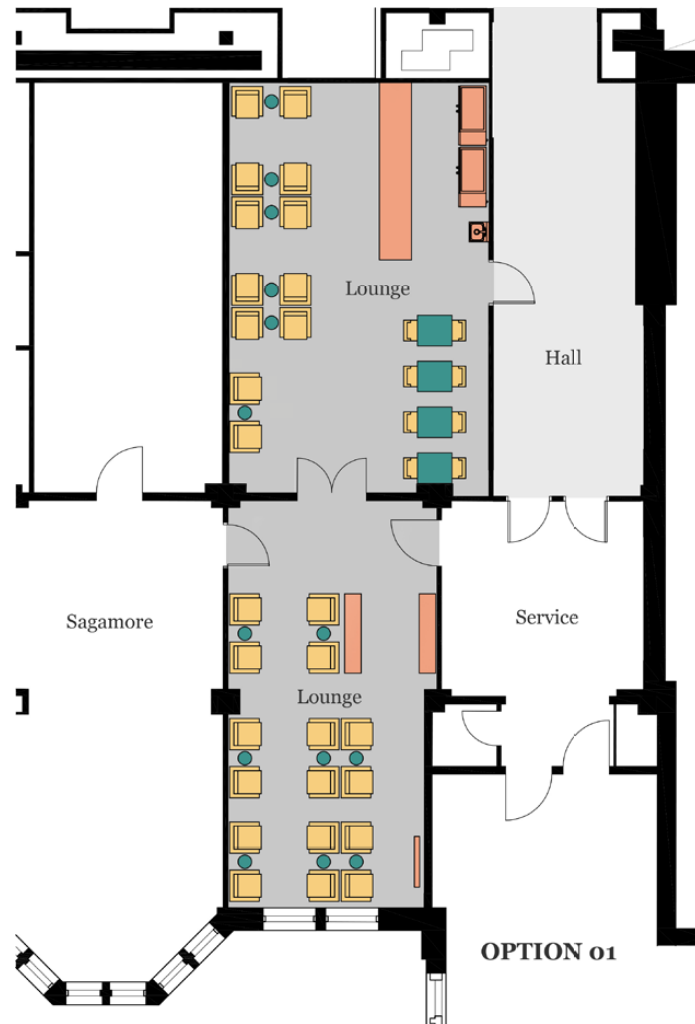 Lounge
Hall
Sagamore
Service
Lounge
OPTION 01